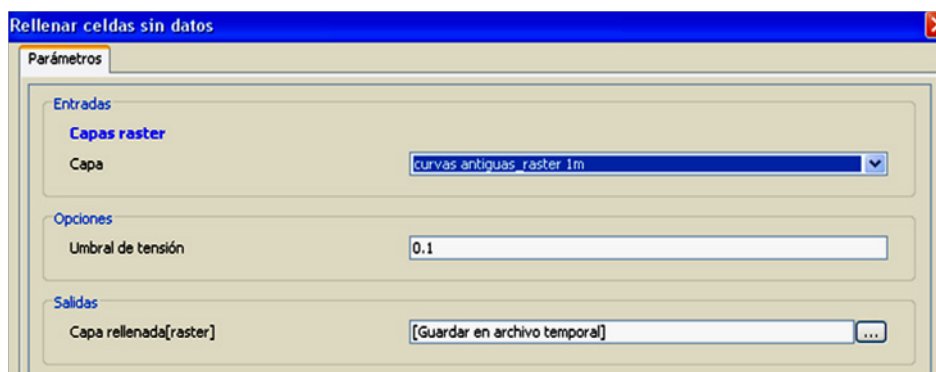 Rellenar celdas sin datos
Parámetros
Entradas
Capas raster
Capa curvas antiguas_raster 1m
Opciones
Umbral de tensión 0.1
Salidas
Capa rellenada[raster] [Guardar en archivo temporal] ...